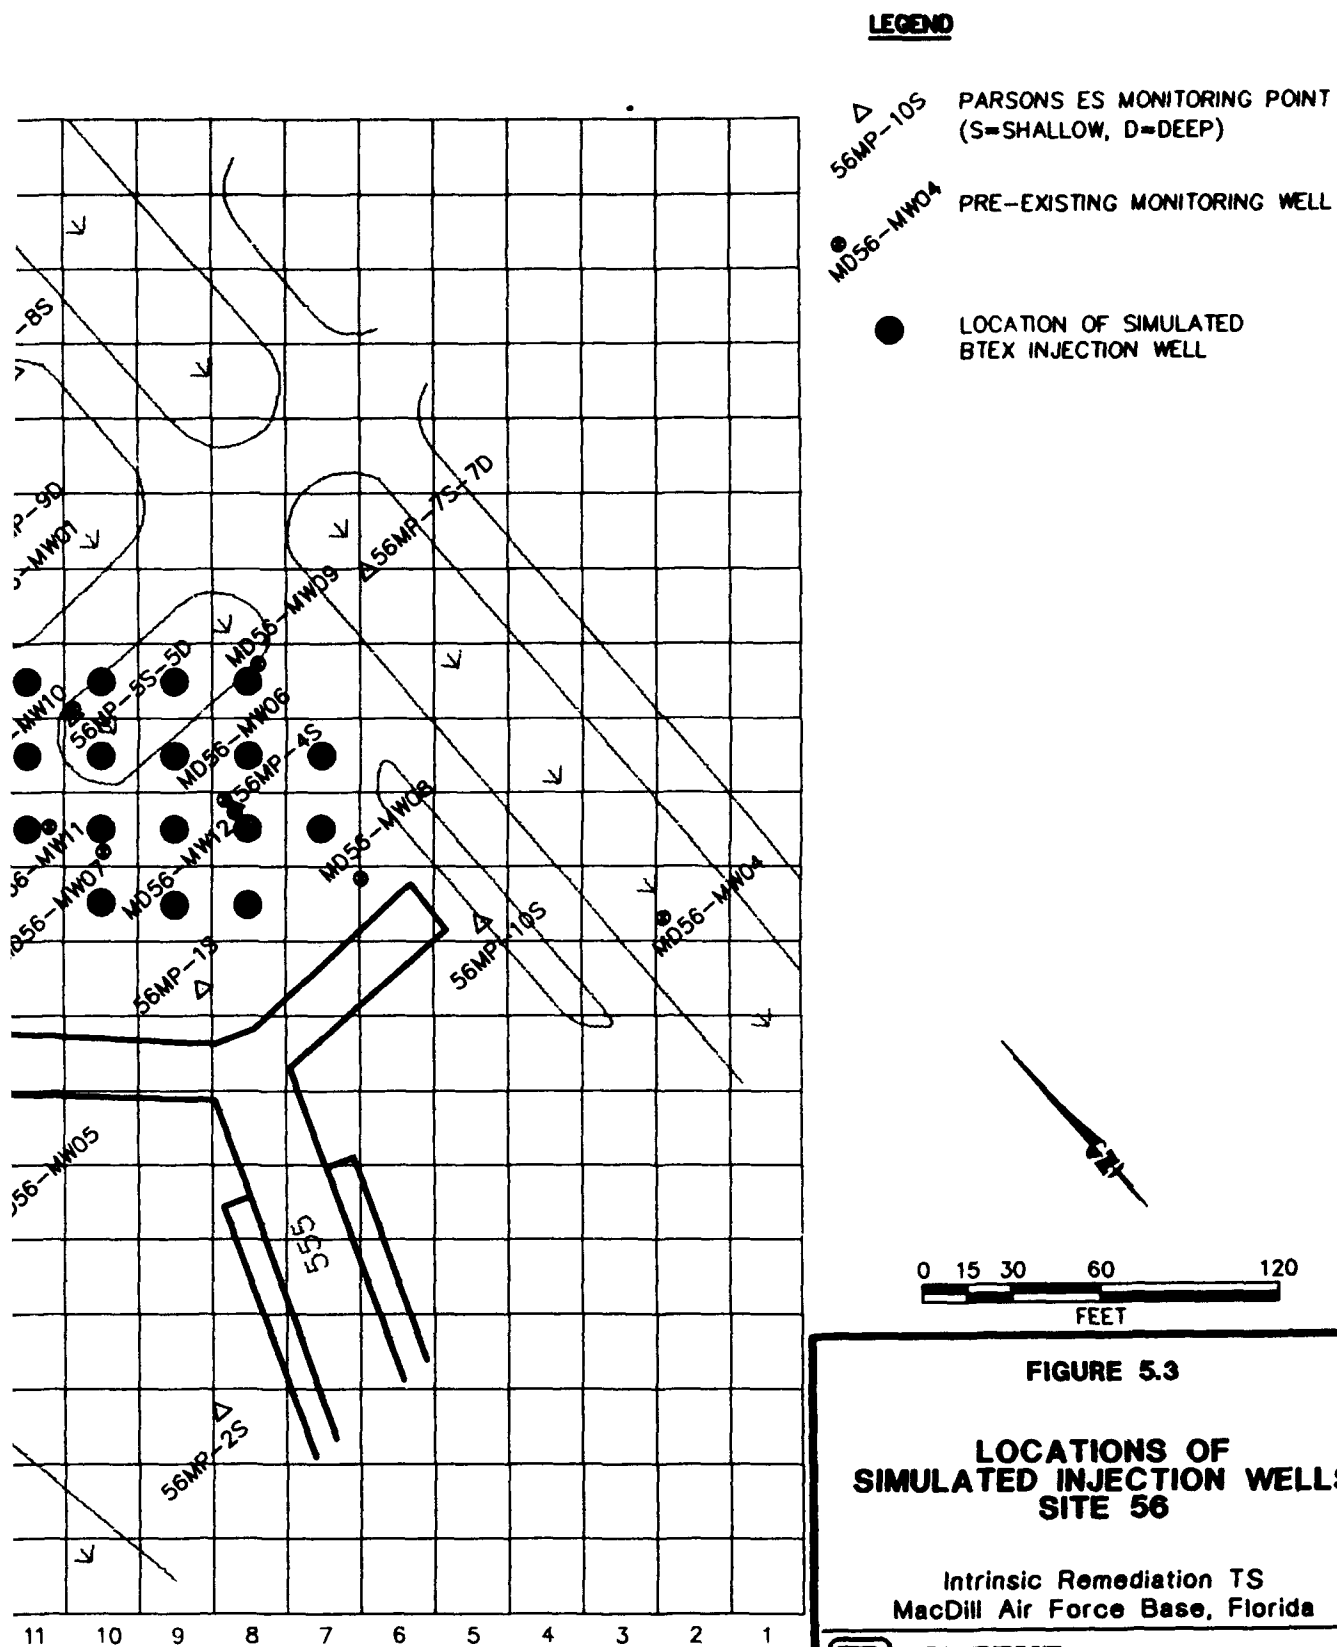 LEGEND
56MP-10S
PARSONS ES MONITORING POINT
(S=SHALLOW, D=DEEP)
MD56-MW04
PRE-EXISTING MONITORING WELL
LOCATION OF SIMULATED
BTEX INJECTION WELL
-8S
-9D
-MW01
56MP-7S-7D
MD56-MW09
-MW10
56MP-5S-5D
MD56-MW06
56MP-4S
MD56-MW08
56-MW11
MD56-MW12
56-MW07
MD56-MW04
56MP-10S
56MP-1S
56-MW05
555
56MP-2S
0 15 30 60 120
FEET
FIGURE 5.3
LOCATIONS OF
SIMULATED INJECTION WELLS
SITE 56
Intrinsic Remediation TS
MacDill Air Force Base, Florida
11 10 9 8 7 6 5 4 3 2 1